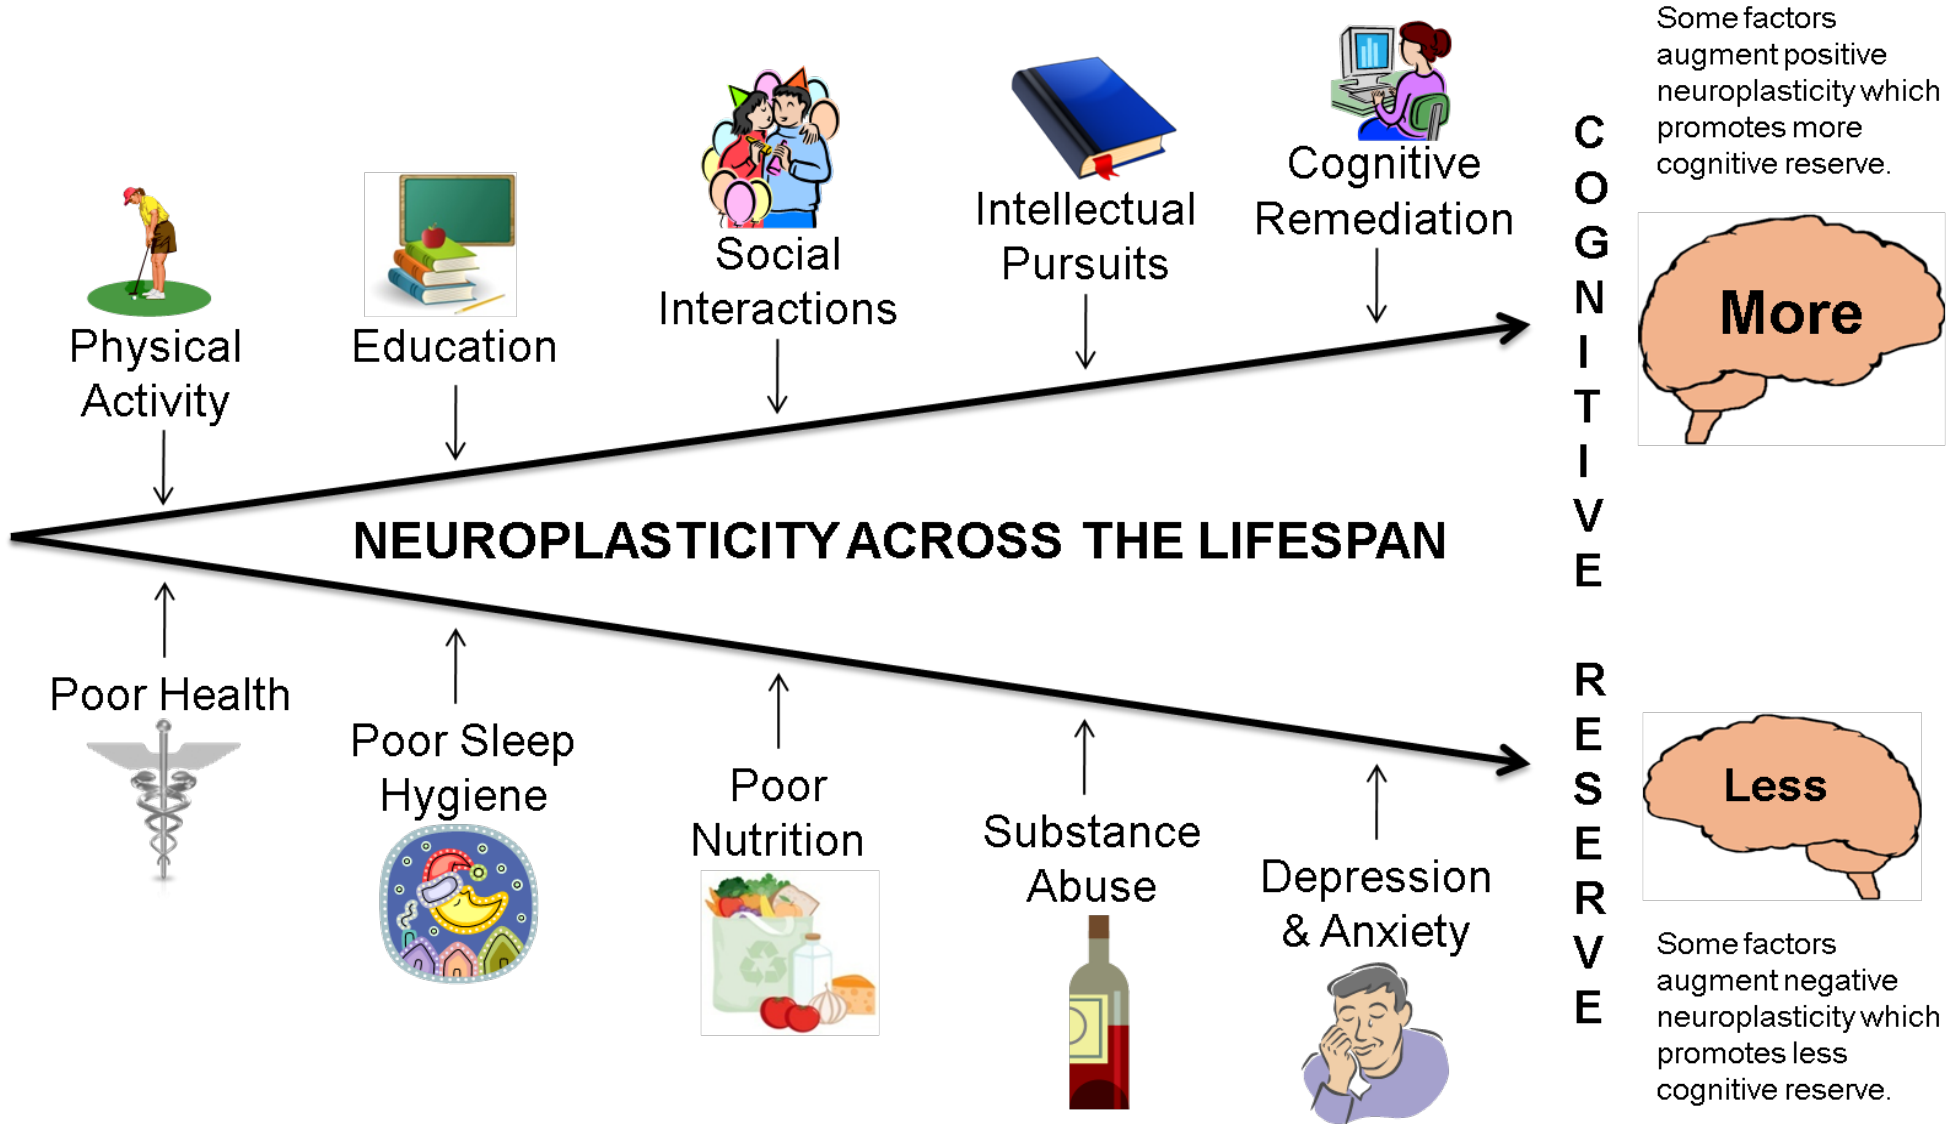 Some factors
augment positive
neuroplasticity which
promotes more
cognitive reserve.
Cognitive
Remediation
Intellectual
Pursuits
Social
Interactions
Education
Physical
Activity
More
NEUROPLASTICITY ACROSS THE LIFESPAN
COGNITIVE
RESERVE
Poor Health
Poor Sleep
Hygiene
Poor
Nutrition
Substance
Abuse
Depression
& Anxiety
Less
Some factors
augment negative
neuroplasticity which
promotes less
cognitive reserve.